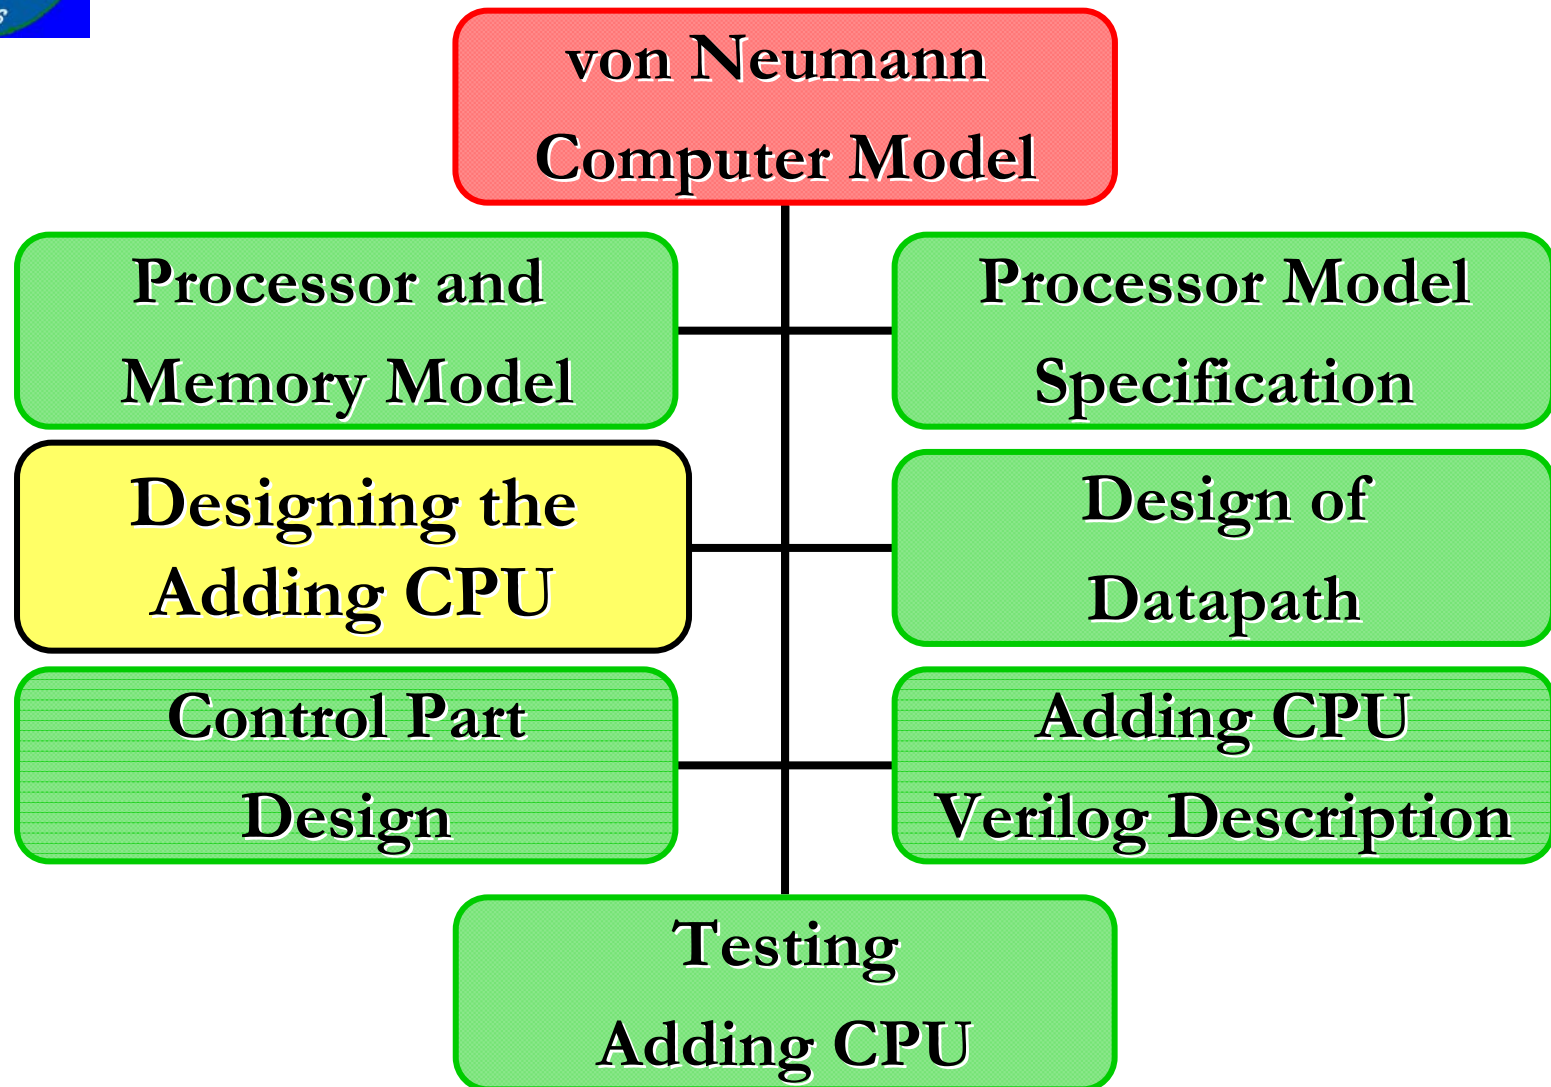 von Neumann
Computer Model
Processor and
Memory Model
Processor Model
Specification
Designing the
Adding CPU
Design of
Datapath
Control Part
Design
Adding CPU
Verilog Description
Testing
Adding CPU